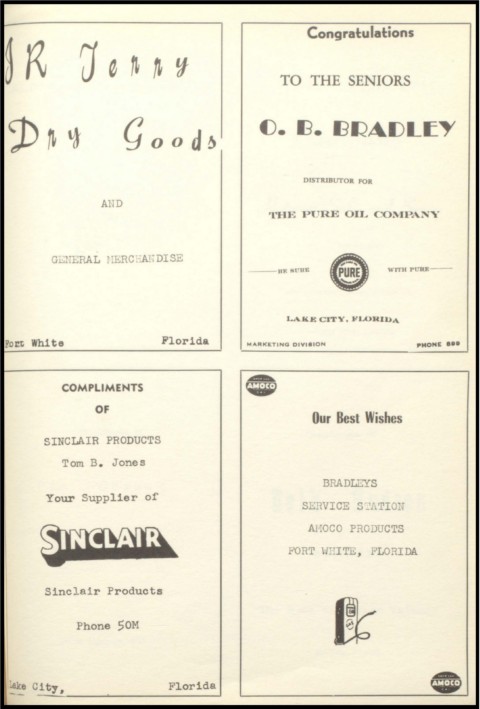 JR Terry
Dry Goods
AND
GENERAL MERCHANDISE
Fort White Florida
Congratulations
TO THE SENIORS
O. B. BRADLEY
DISTRIBUTOR FOR
THE PURE OIL COMPANY
BE SURE PURE WITH PURE
LAKE CITY, FLORIDA
MARKETING DIVISION PHONE 699
COMPLIMENTS
OF
SINCLAIR PRODUCTS
Tom B. Jones
Your Supplier of
SINCLAIR
Sinclair Products
Phone 50M
Lake City, Florida
AMOCO
Our Best Wishes
BRADLEYS
SERVICE STATION
AMOCO PRODUCTS
FORT WHITE, FLORIDA
AMOCO